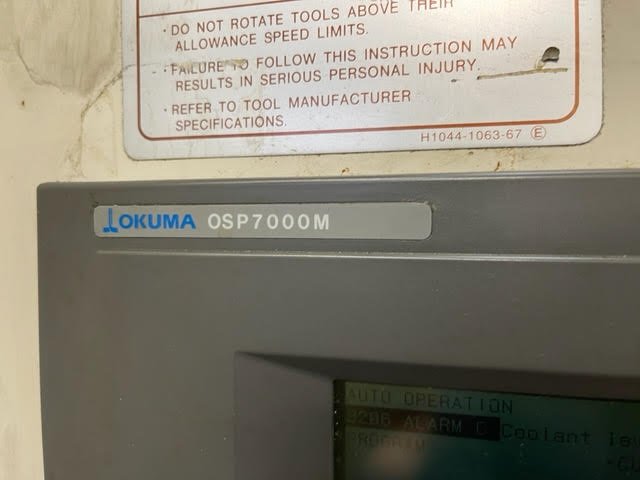 · DO NOT ROTATE TOOLS ABOVE THEIR
ALLOWANCE SPEED LIMITS.
· FAILURE TO FOLLOW THIS INSTRUCTION MAY
RESULTS IN SERIOUS PERSONAL INJURY.
· REFER TO TOOL MANUFACTURER
SPECIFICATIONS.
H1044-1063-67 Ⓔ
OKUMA OSP7000M
AUTO OPERATION
ALARM C Coolant
PROGRAM